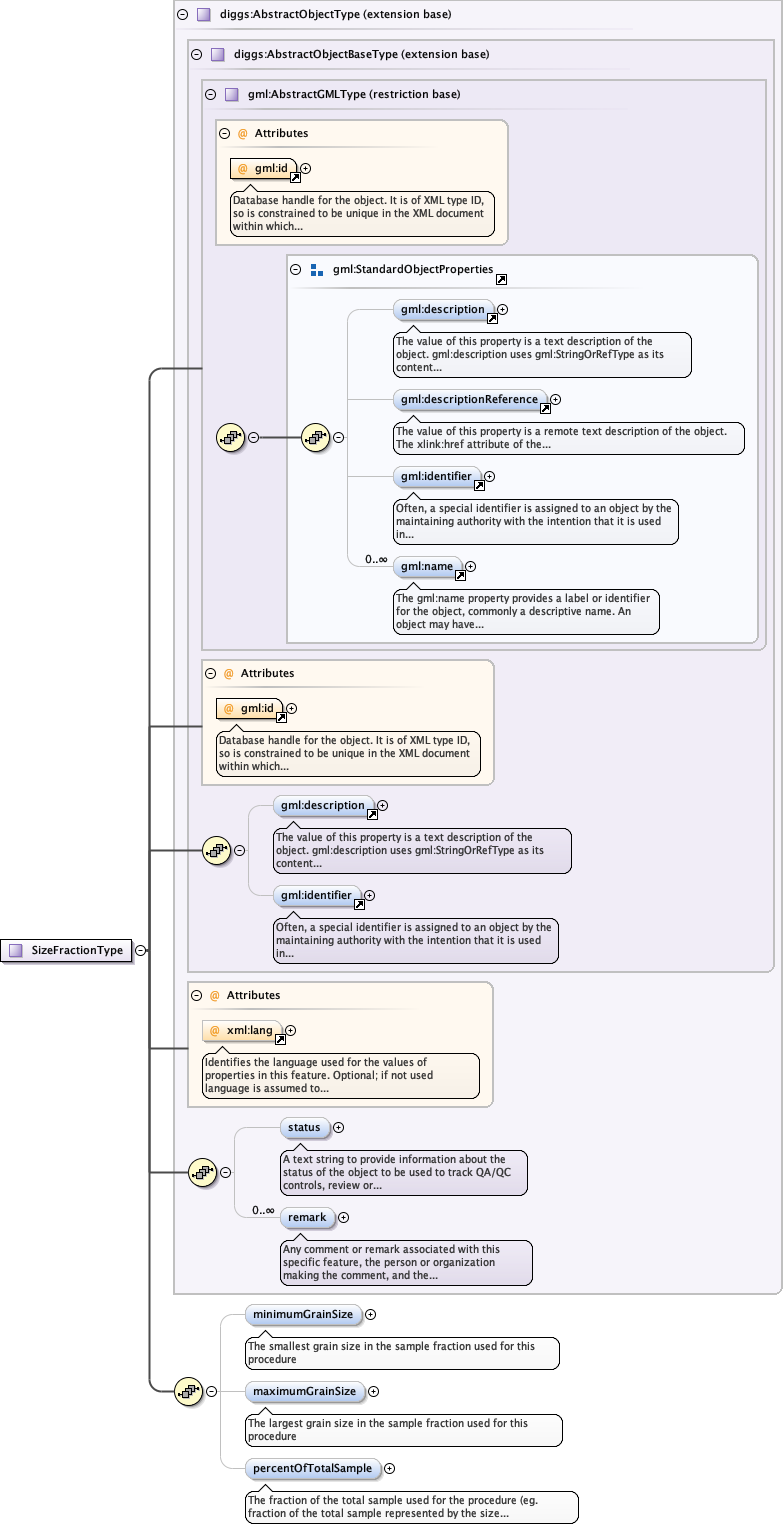 diggs:AbstractObjectType (extension base)
diggs:AbstractObjectBaseType (extension base)
gml:AbstractGMLType (restriction base)
@ Attributes
@ gml:id
Database handle for the object. It is of XML type ID,
so is constrained to be unique in the XML document
within which...
gml:StandardObjectProperties
gml:description
The value of this property is a text description of the
object. gml:description uses gml:StringOrRefType as its
content...
gml:descriptionReference
The value of this property is a remote text description of the object.
The xlink:href attribute of the...
gml:identifier
Often, a special identifier is assigned to an object by the
maintaining authority with the intention that it is used
in...
0..∞
gml:name
The gml:name property provides a label or identifier
for the object, commonly a descriptive name. An
object may have...
@ Attributes
@ gml:id
Database handle for the object. It is of XML type ID,
so is constrained to be unique in the XML document
within which...
gml:description
The value of this property is a text description of the
object. gml:description uses gml:StringOrRefType as its
content...
gml:identifier
Often, a special identifier is assigned to an object by the
maintaining authority with the intention that it is used
in...
SizeFractionType
@ Attributes
@ xml:lang
Identifies the language used for the values of
properties in this feature. Optional; if not used
language is assumed to...
status
A text string to provide information about the
status of the object to be used to track QA/QC
controls, review or...
0..∞
remark
Any comment or remark associated with this
specific feature, the person or organization
making the comment, and the...
minimumGrainSize
The smallest grain size in the sample fraction used for this
procedure
maximumGrainSize
The largest grain size in the sample fraction used for this
procedure
percentOfTotalSample
The fraction of the total sample used for the procedure (eg.
fraction of the total sample represented by the size...